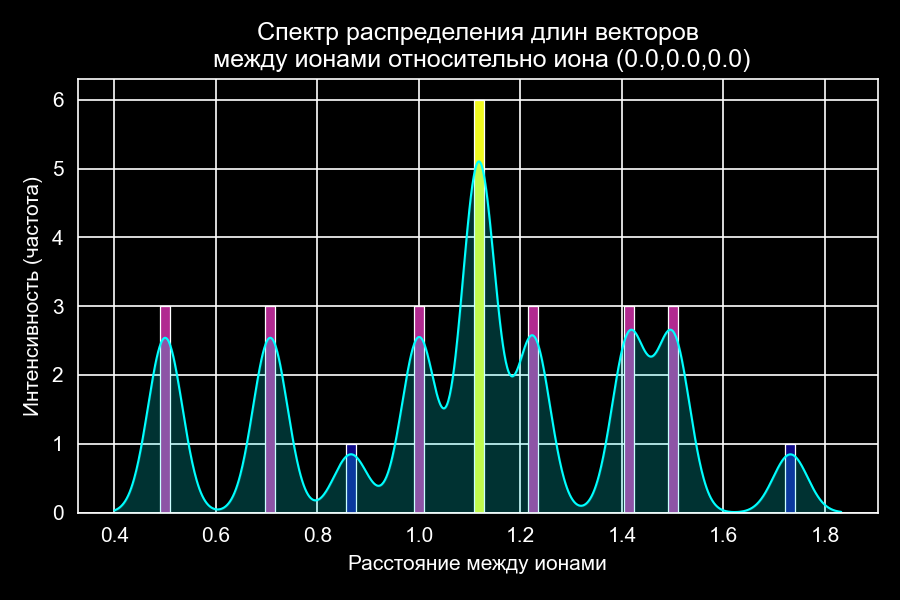 Спектр распределения длин векторов
между ионами относительно иона (0.0,0.0,0.0)
Интенсивность (частота)
6
5
4
3
2
1
0
0.4 0.6 0.8 1.0 1.2 1.4 1.6 1.8
Расстояние между ионами